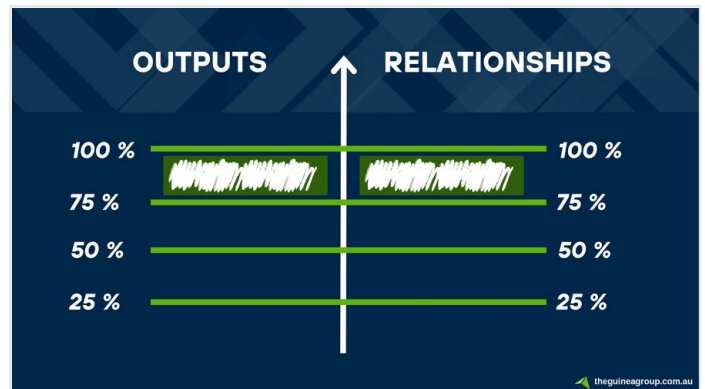 OUTPUTS RELATIONSHIPS
100 % 100 %
75 % 75 %
50 % 50 %
25 % 25 %
theguineagroup.com.au